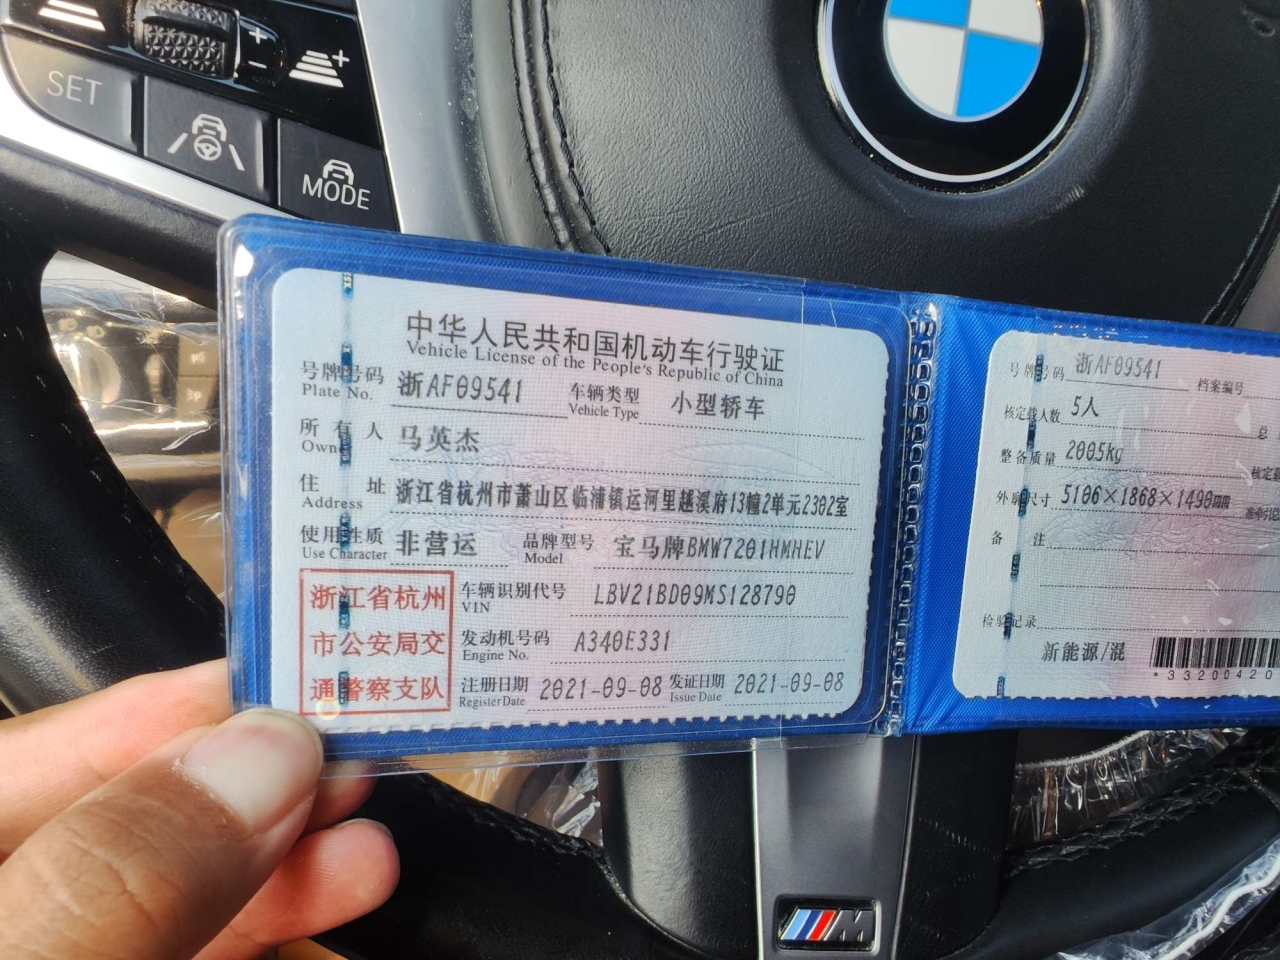 SET
MODE
中华人民共和国机动车行驶证
Vehicle License of the People's Republic of China
号牌号码 浙AF09541 车辆类型 小型轿车
Plate No. Vehicle Type
所有人 马英杰
Owner
住址 浙江省杭州市萧山区临浦镇运河里越溪府13幢2单元2302室
Address
使用性质 非营运 品牌型号 宝马牌BMW7201HMHEV
Use Character Model
浙江省杭州
市公安局交
通警察支队
车辆识别代号 LBV21BD09MS128790
VIN
发动机号码 A340E331
Engine No.
注册日期 2021-09-08 发证日期 2021-09-08
Register Date Issue Date
号牌号码 浙AF09541 档案编号
核定载人数 5人 总
整备质量 2005kg 核定
外廓尺寸 5106×1868×1490mm 准牵引
备注
检验记录
新能源/混
*33200420
M